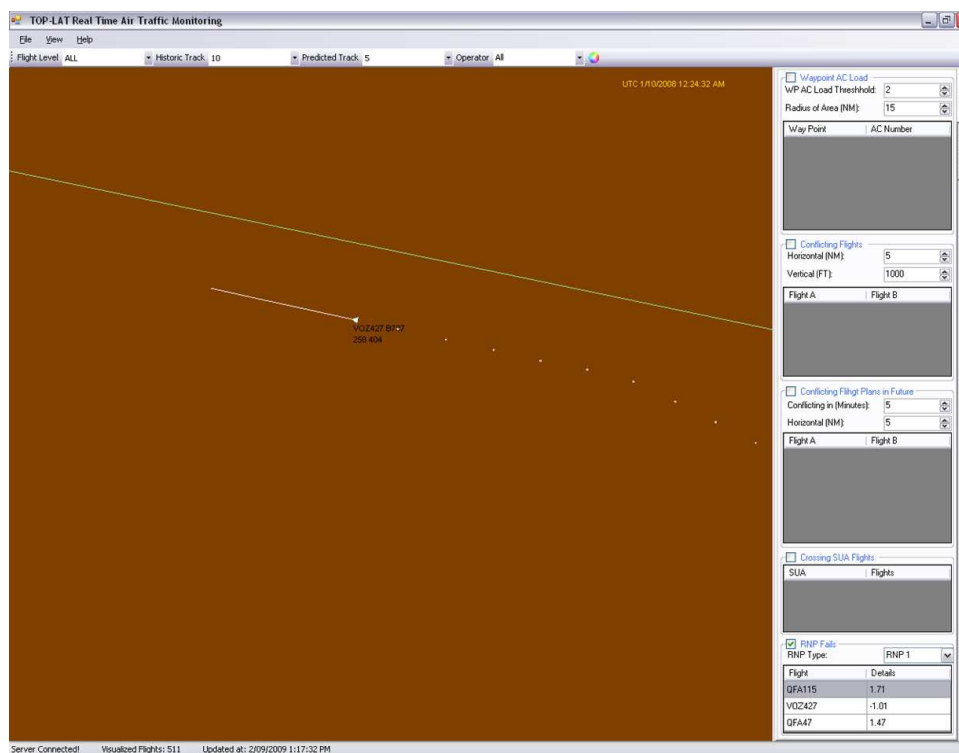 TOP-LAT Real Time Air Traffic Monitoring
File View Help
Flight Level ALL Historic Track 10 Predicted Track 5 Operator All
UTC 1/10/2008 12:24:32 AM
VOZ427 B737
258 404
Waypoint AC Load
WP AC Load Threshhold: 2
Radius of Area (NM): 15
Way Point AC Number
Conflicting Flights
Horizontal (NM): 5
Vertical (FT): 1000
Flight A Flight B
Conflicting Flihgt Plans in Future
Conflicting in (Minutes): 5
Horizontal (NM): 5
Flight A Flight B
Crossing SUA Flights
SUA Flights
RNP Fails
RNP Type: RNP 1
Flight Details
QFA115 1.71
VOZ427 -1.01
QFA47 1.47
Server Connected! Visualized Flights: 511 Updated at: 2/09/2009 1:17:32 PM